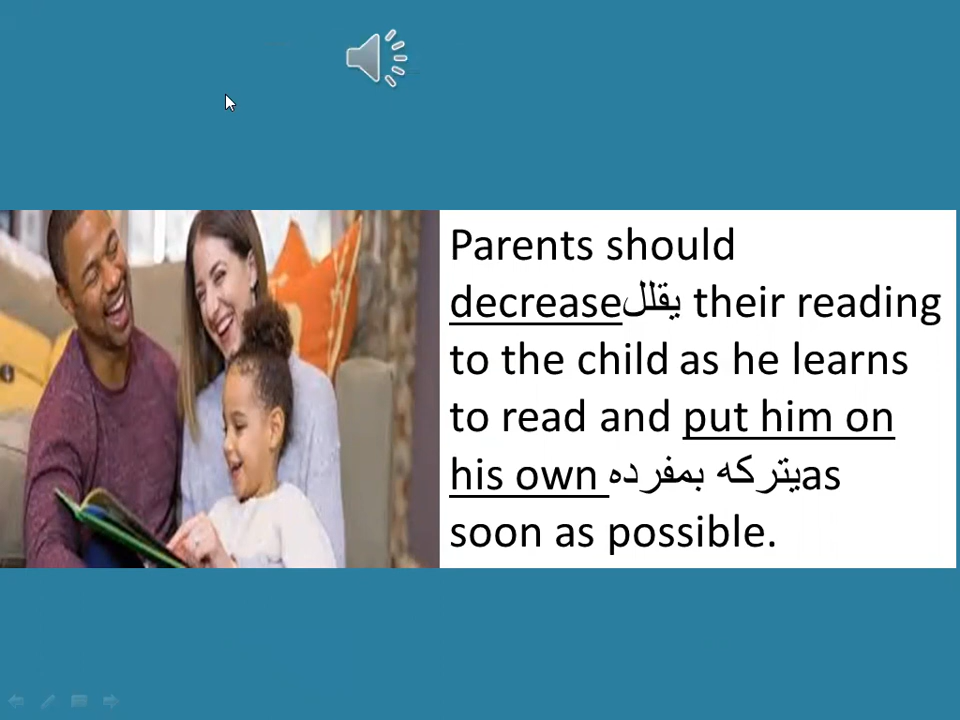 Parents should
decreaseيقلل their reading
to the child as he learns
to read and put him on
his own يتركه بمفردهas
soon as possible.